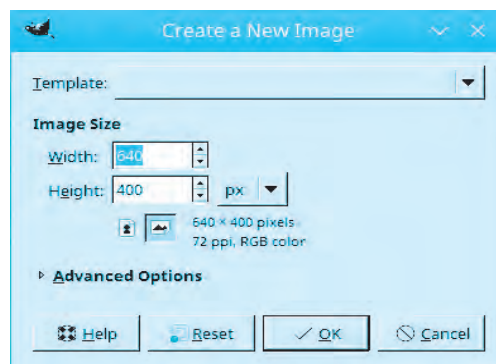 Create a New Image
Template:
Image Size
Width: 640
Height: 400 px
640 × 400 pixels
72 ppi, RGB color
Advanced Options
Help Reset OK Cancel